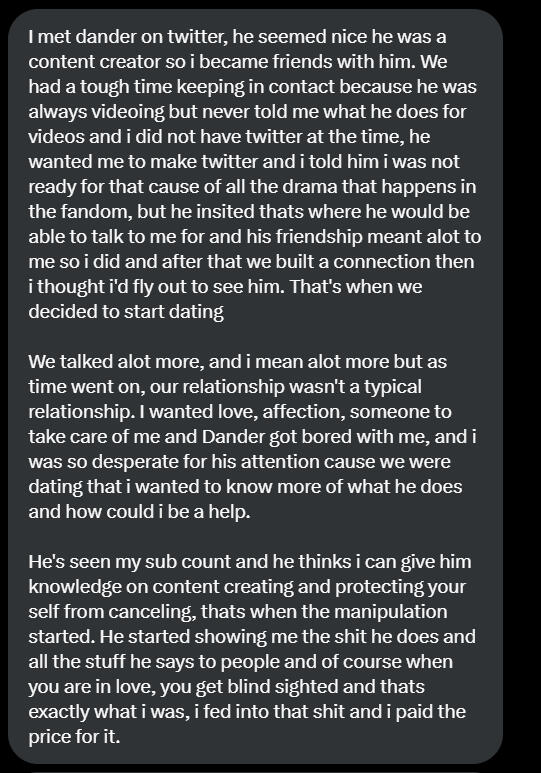 I met dander on twitter, he seemed nice he was a
content creator so i became friends with him. We
had a tough time keeping in contact because he was
always videoing but never told me what he does for
videos and i did not have twitter at the time, he
wanted me to make twitter and i told him i was not
ready for that cause of all the drama that happens in
the fandom, but he insited thats where he would be
able to talk to me for and his friendship meant alot to
me so i did and after that we built a connection then
i thought i'd fly out to see him. That's when we
decided to start dating
We talked alot more, and i mean alot more but as
time went on, our relationship wasn't a typical
relationship. I wanted love, affection, someone to
take care of me and Dander got bored with me, and i
was so desperate for his attention cause we were
dating that i wanted to know more of what he does
and how could i be a help.
He's seen my sub count and he thinks i can give him
knowledge on content creating and protecting your
self from canceling, thats when the manipulation
started. He started showing me the shit he does and
all the stuff he says to people and of course when
you are in love, you get blind sighted and thats
exactly what i was, i fed into that shit and i paid the
price for it.